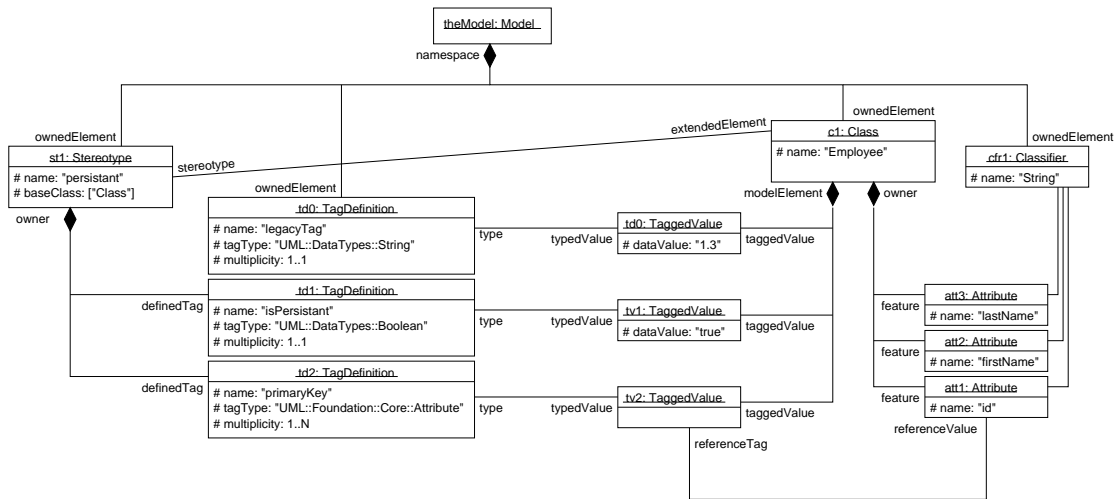 theModel: Model
namespace
ownedElement
extendedElement
ownedElement
ownedElement
st1: Stereotype
# name: "persistant"
# baseClass: ["Class"]
stereotype
c1: Class
# name: "Employee"
cfr1: Classifier
# name: "String"
owner
ownedElement
modelElement
owner
td0: TagDefinition
# name: "legacyTag"
# tagType: "UML::DataTypes::String"
# multiplicity: 1..1
type
typedValue
td0: TaggedValue
# dataValue: "1.3"
taggedValue
definedTag
td1: TagDefinition
# name: "isPersistant"
# tagType: "UML::DataTypes::Boolean"
# multiplicity: 1..1
type
typedValue
tv1: TaggedValue
# dataValue: "true"
taggedValue
feature
att3: Attribute
# name: "lastName"
feature
att2: Attribute
# name: "firstName"
definedTag
td2: TagDefinition
# name: "primaryKey"
# tagType: "UML::Foundation::Core::Attribute"
# multiplicity: 1..N
type
typedValue
tv2: TaggedValue
taggedValue
feature
att1: Attribute
# name: "id"
referenceValue
referenceTag